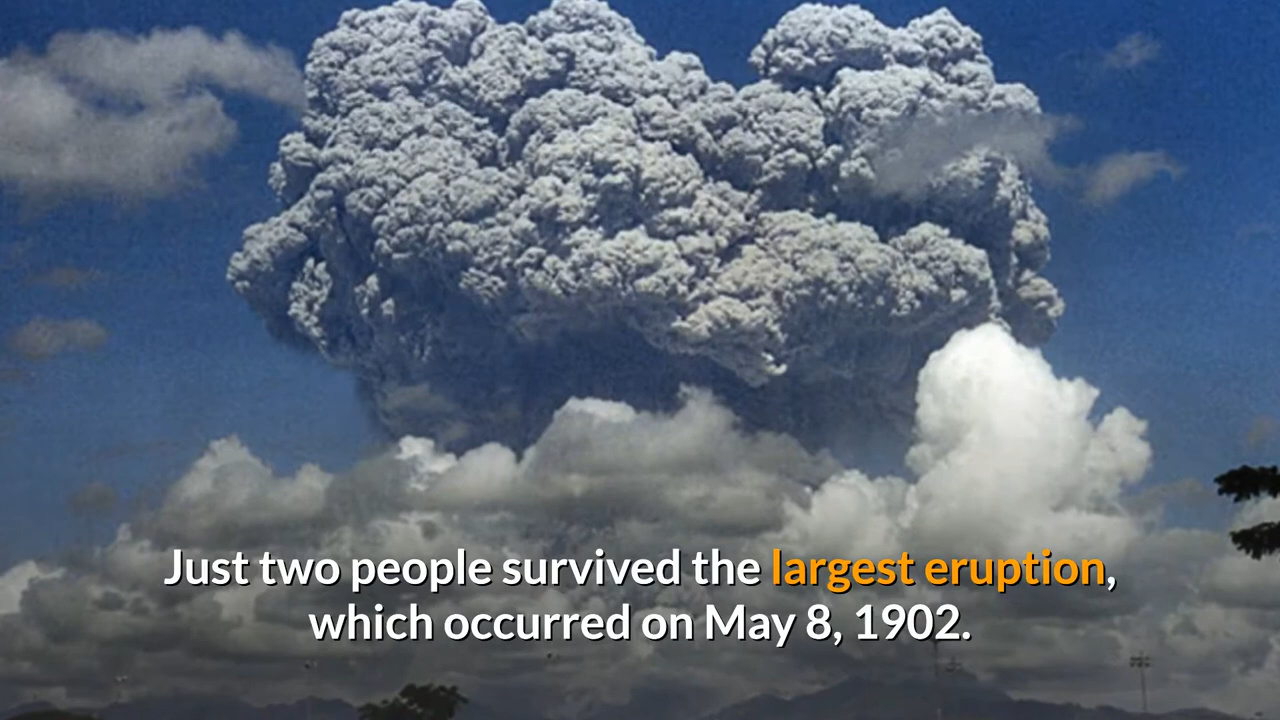 Just two people survived the largest eruption,
which occurred on May 8, 1902.